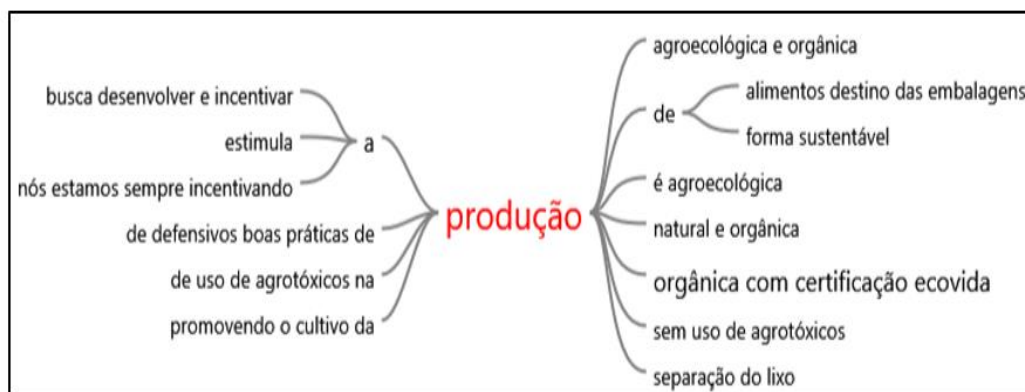 busca desenvolver e incentivar
estimula
nós estamos sempre incentivando
a
de defensivos boas práticas de
de uso de agrotóxicos na
promovendo o cultivo da
produção
agroecológica e orgânica
de
alimentos destino das embalagens
forma sustentável
é agroecológica
natural e orgânica
orgânica com certificação ecovida
sem uso de agrotóxicos
separação do lixo